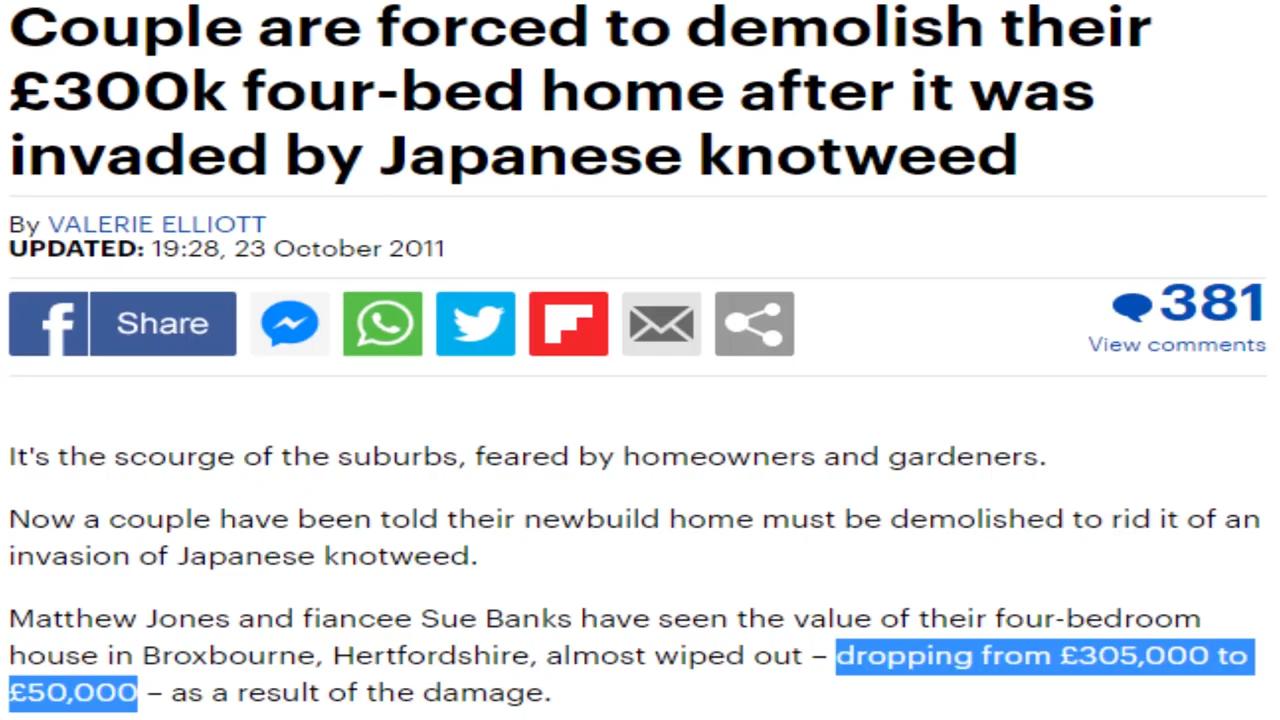 Couple are forced to demolish their
£300k four-bed home after it was
invaded by Japanese knotweed
By VALERIE ELLIOTT
UPDATED: 19:28, 23 October 2011
f Share
381
View comments
It's the scourge of the suburbs, feared by homeowners and gardeners.
Now a couple have been told their newbuild home must be demolished to rid it of an
invasion of Japanese knotweed.
Matthew Jones and fiancee Sue Banks have seen the value of their four-bedroom
house in Broxbourne, Hertfordshire, almost wiped out – dropping from £305,000 to
£50,000 – as a result of the damage.